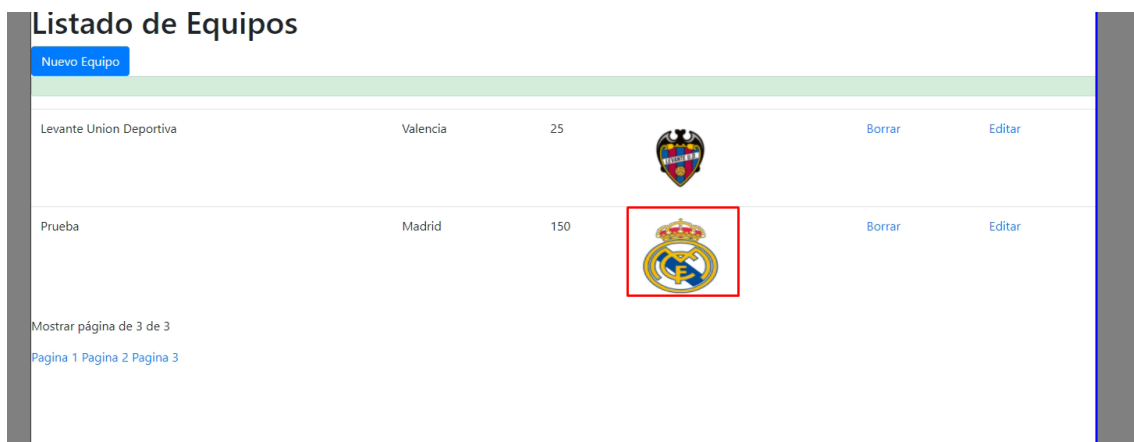 Listado de Equipos
Nuevo Equipo
Levante Union Deportiva Valencia 25 LEVANTE U.D. Borrar Editar
Prueba Madrid 150 Borrar Editar
Mostrar página de 3 de 3
Pagina 1 Pagina 2 Pagina 3